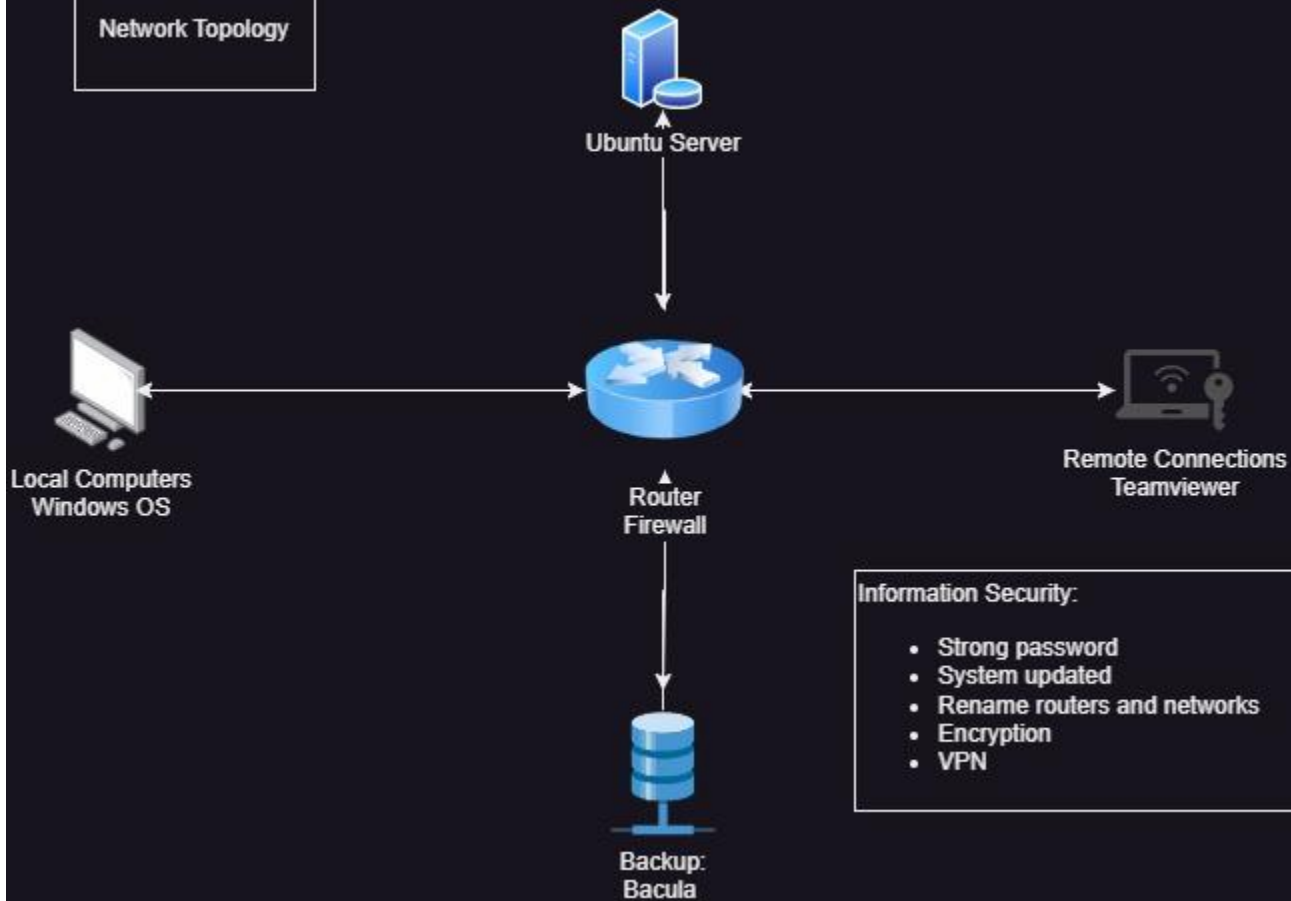 Network Topology
Ubuntu Server
Local Computers
Windows OS
Router
Firewall
Remote Connections
Teamviewer
Information Security:
Strong password
System updated
Rename routers and networks
Encryption
VPN
Backup:
Bacula